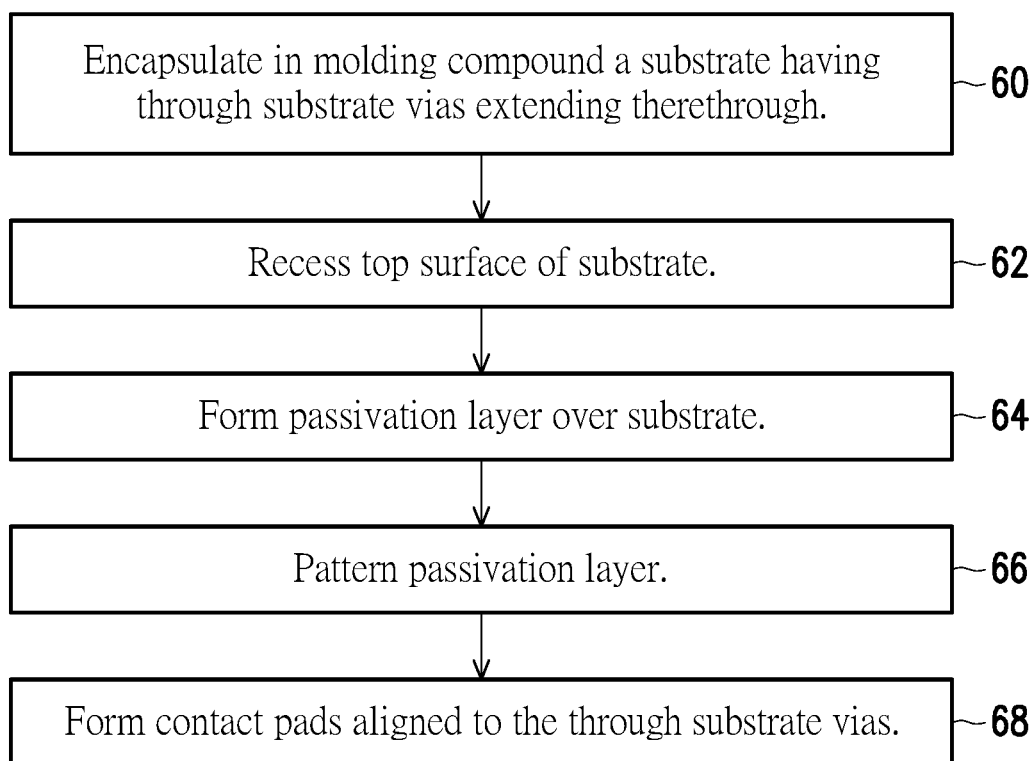 Encapsulate in molding compound a substrate having
through substrate vias extending therethrough.
60
Recess top surface of substrate.
62
Form passivation layer over substrate.
64
Pattern passivation layer.
66
Form contact pads aligned to the through substrate vias.
68